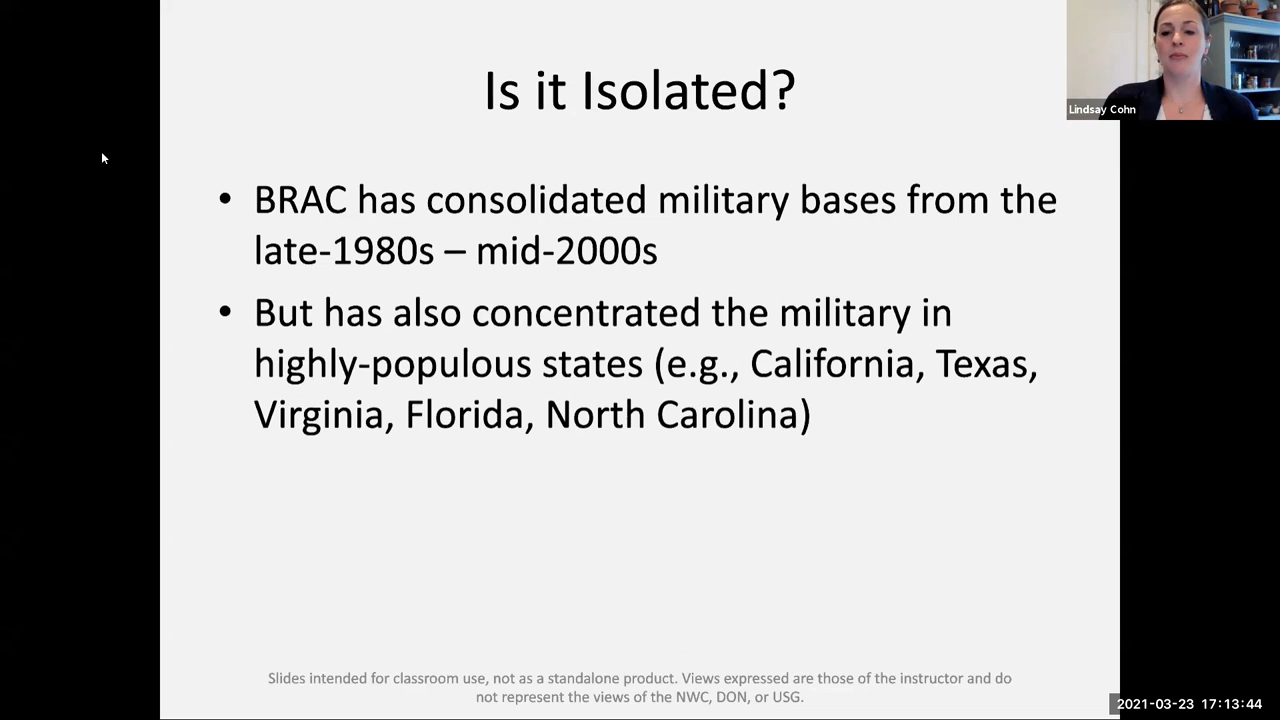 Is it Isolated?
Lindsay Cohn
• BRAC has consolidated military bases from the
late-1980s – mid-2000s
• But has also concentrated the military in
highly-populous states (e.g., California, Texas,
Virginia, Florida, North Carolina)
Slides intended for classroom use, not as a standalone product. Views expressed are those of the instructor and do
not represent the views of the NWC, DON, or USG.
2021-03-23 17:13:44